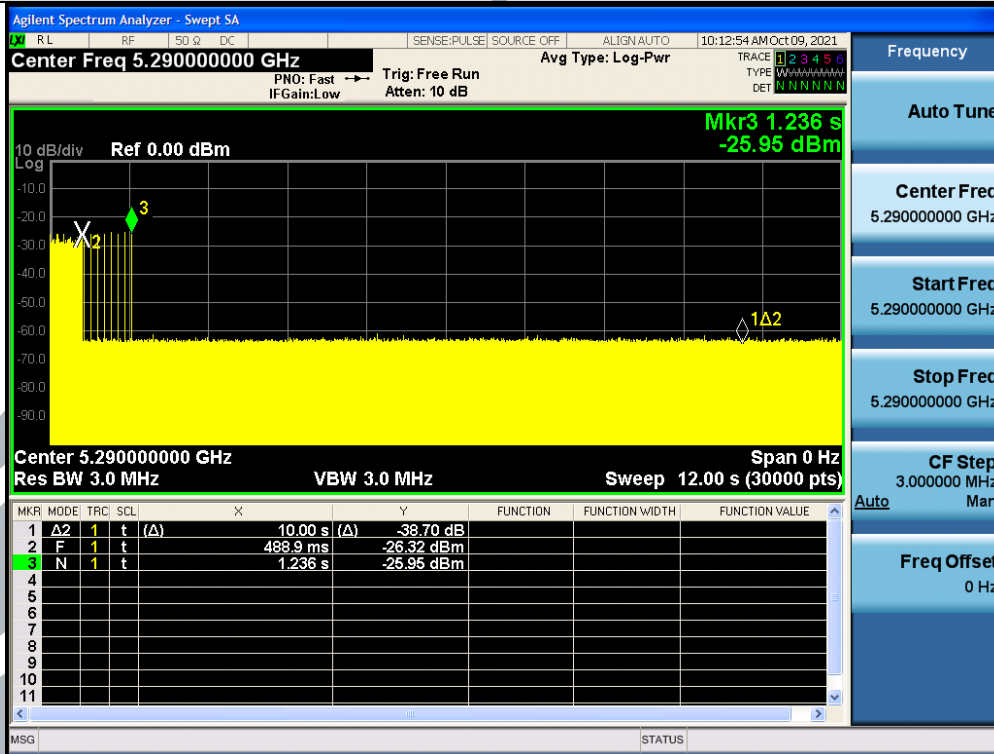 Agilent Spectrum Analyzer - Swept SA
LXI RL RF 50 Ω DC SENSE:PULSE SOURCE OFF ALIGN AUTO 10:12:54 AM Oct 09, 2021
Center Freq 5.290000000 GHz
PNO: Fast
IFGain:Low
Trig: Free Run
Atten: 10 dB
Avg Type: Log-Pwr
TRACE 1 2 3 4 5 6
TYPE W
DET N N N N N N
Mkr3 1.236 s
-25.95 dBm
10 dB/div Ref 0.00 dBm
Log
-10.0
-20.0
-30.0
-40.0
-50.0
-60.0
-70.0
-80.0
-90.0
X2
3
1Δ2
Center 5.290000000 GHz Span 0 Hz
Res BW 3.0 MHz VBW 3.0 MHz Sweep 12.00 s (30000 pts)
MKR MODE TRC SCL X Y FUNCTION FUNCTION WIDTH FUNCTION VALUE
1 Δ2 1 t (Δ) 10.00 s (Δ) -38.70 dB
2 F 1 t 488.9 ms -26.32 dBm
3 N 1 t 1.236 s -25.95 dBm
4
5
6
7
8
9
10
11
MSG STATUS
Frequency
Auto Tune
Center Freq
5.290000000 GHz
Start Freq
5.290000000 GHz
Stop Freq
5.290000000 GHz
CF Step
3.000000 MHz
Auto Man
Freq Offset
0 Hz